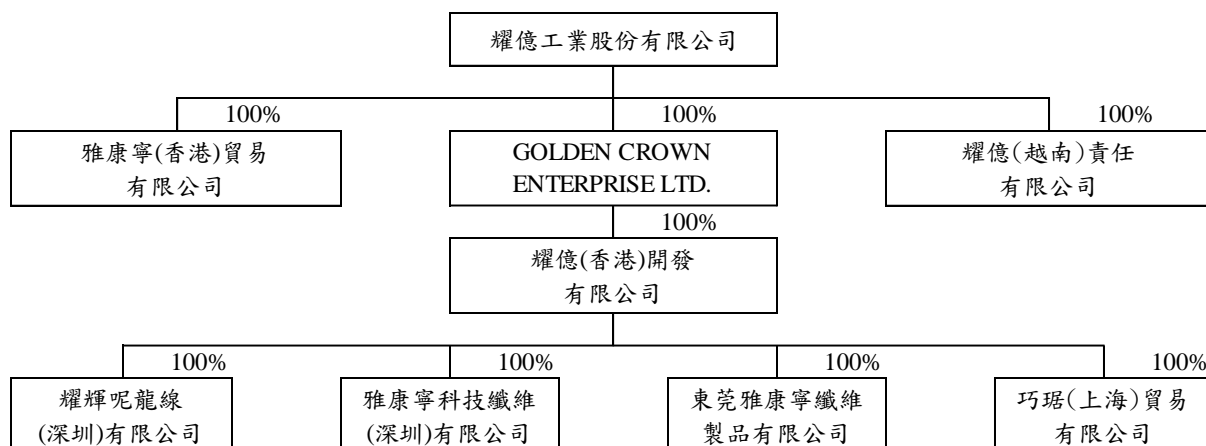 耀億工業股份有限公司
100%
100%
100%
雅康寧(香港)貿易
有限公司
GOLDEN CROWN
ENTERPRISE LTD.
耀億(越南)責任
有限公司
100%
耀億(香港)開發
有限公司
100%
100%
100%
100%
耀輝呢龍線
(深圳)有限公司
雅康寧科技纖維
(深圳)有限公司
東莞雅康寧纖維
製品有限公司
巧琚(上海)貿易
有限公司